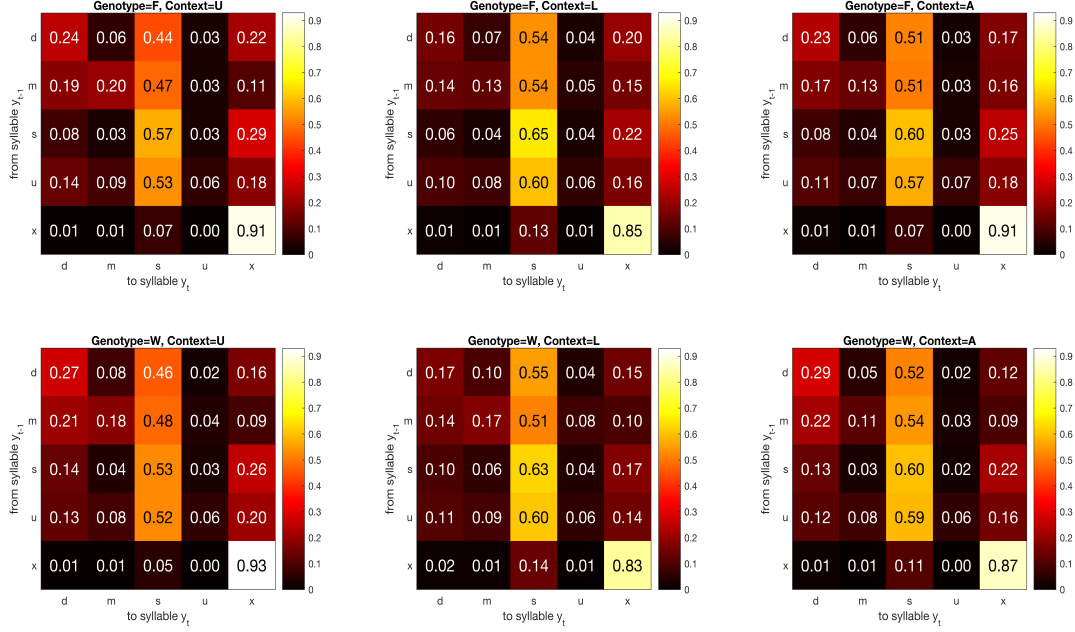 Genotype=F, Context=U
d 0.24 0.06 0.44 0.03 0.22
m 0.19 0.20 0.47 0.03 0.11
s 0.08 0.03 0.57 0.03 0.29
u 0.14 0.09 0.53 0.06 0.18
x 0.01 0.01 0.07 0.00 0.91
d m s u x
from syllable y_t-1
to syllable y_t
0.9
0.8
0.7
0.6
0.5
0.4
0.3
0.2
0.1
0
Genotype=F, Context=L
0.16 0.07 0.54 0.04 0.20
0.14 0.13 0.54 0.05 0.15
0.06 0.04 0.65 0.04 0.22
0.10 0.08 0.60 0.06 0.16
0.01 0.01 0.13 0.01 0.85
d m s u x
d
m
s
u
x
from syllable y_t-1
to syllable y_t
0.9
0.8
0.7
0.6
0.5
0.4
0.3
0.2
0.1
0
Genotype=F, Context=A
d 0.23 0.06 0.51 0.03 0.17
m 0.17 0.13 0.51 0.03 0.16
s 0.08 0.04 0.60 0.03 0.25
u 0.11 0.07 0.57 0.07 0.18
x 0.01 0.01 0.07 0.00 0.91
d m s u x
from syllable y_t-1
to syllable y_t
0.9
0.8
0.7
0.6
0.5
0.4
0.3
0.2
0.1
0
Genotype=W, Context=U
d 0.27 0.08 0.46 0.02 0.16
m 0.21 0.18 0.48 0.04 0.09
s 0.14 0.04 0.53 0.03 0.26
u 0.13 0.08 0.52 0.06 0.20
x 0.01 0.01 0.05 0.00 0.93
d m s u x
from syllable y_t-1
to syllable y_t
0.9
0.8
0.7
0.6
0.5
0.4
0.3
0.2
0.1
0
Genotype=W, Context=L
d 0.17 0.10 0.55 0.04 0.15
m 0.14 0.17 0.51 0.08 0.10
s 0.10 0.06 0.63 0.04 0.17
u 0.11 0.09 0.60 0.06 0.14
x 0.02 0.01 0.14 0.01 0.83
d m s u x
from syllable y_t-1
to syllable y_t
0.9
0.8
0.7
0.6
0.5
0.4
0.3
0.2
0.1
0
Genotype=W, Context=A
d 0.29 0.05 0.52 0.02 0.12
m 0.22 0.11 0.54 0.03 0.09
s 0.13 0.03 0.60 0.02 0.22
u 0.12 0.08 0.59 0.06 0.16
x 0.01 0.01 0.11 0.00 0.87
d m s u x
from syllable y_t-1
to syllable y_t
0.9
0.8
0.7
0.6
0.5
0.4
0.3
0.2
0.1
0